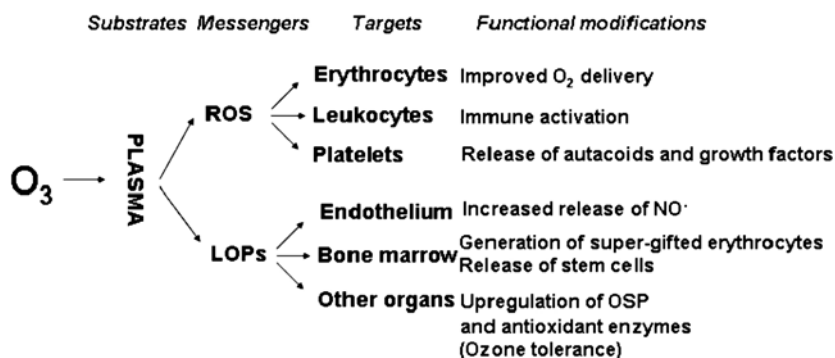 Substrates Messengers Targets Functional modifications
Erythrocytes Improved O₂ delivery
ROS Leukocytes Immune activation
Platelets Release of autacoids and growth factors
O₃ PLASMA
Endothelium Increased release of NO·
LOPs Bone marrow Generation of super-gifted erythrocytes
Release of stem cells
Other organs Upregulation of OSP
and antioxidant enzymes
(Ozone tolerance)